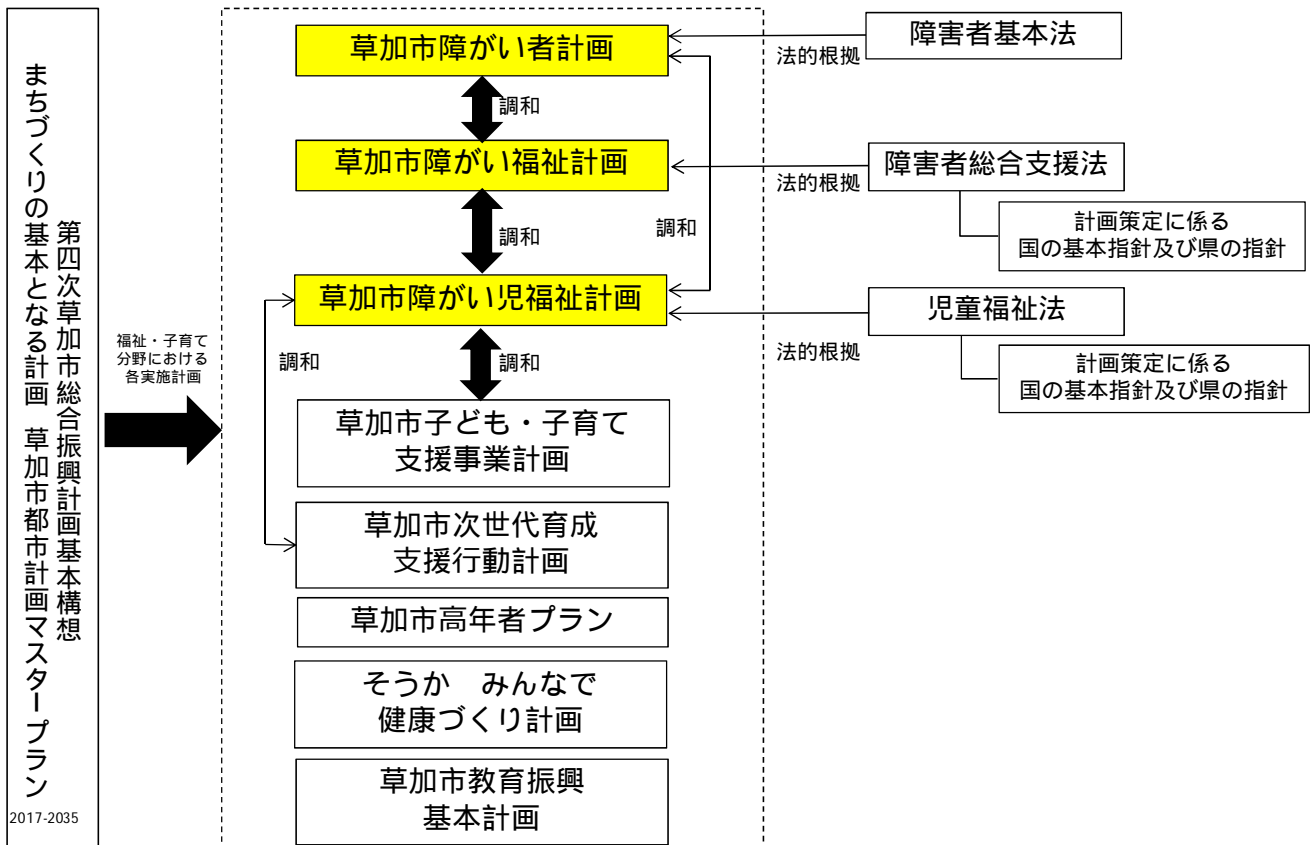 第四次草加市総合振興計画基本構想
まちづくりの基本となる計画 草加市都市計画マスタープラン
2017-2035
福祉・子育て
分野における
各実施計画
草加市障がい者計画
調和
草加市障がい福祉計画
調和
調和
草加市障がい児福祉計画
調和
調和
草加市子ども・子育て
支援事業計画
草加市次世代育成
支援行動計画
草加市高年者プラン
そうか みんなで
健康づくり計画
草加市教育振興
基本計画
法的根拠
障害者基本法
法的根拠
障害者総合支援法
計画策定に係る
国の基本指針及び県の指針
法的根拠
児童福祉法
計画策定に係る
国の基本指針及び県の指針